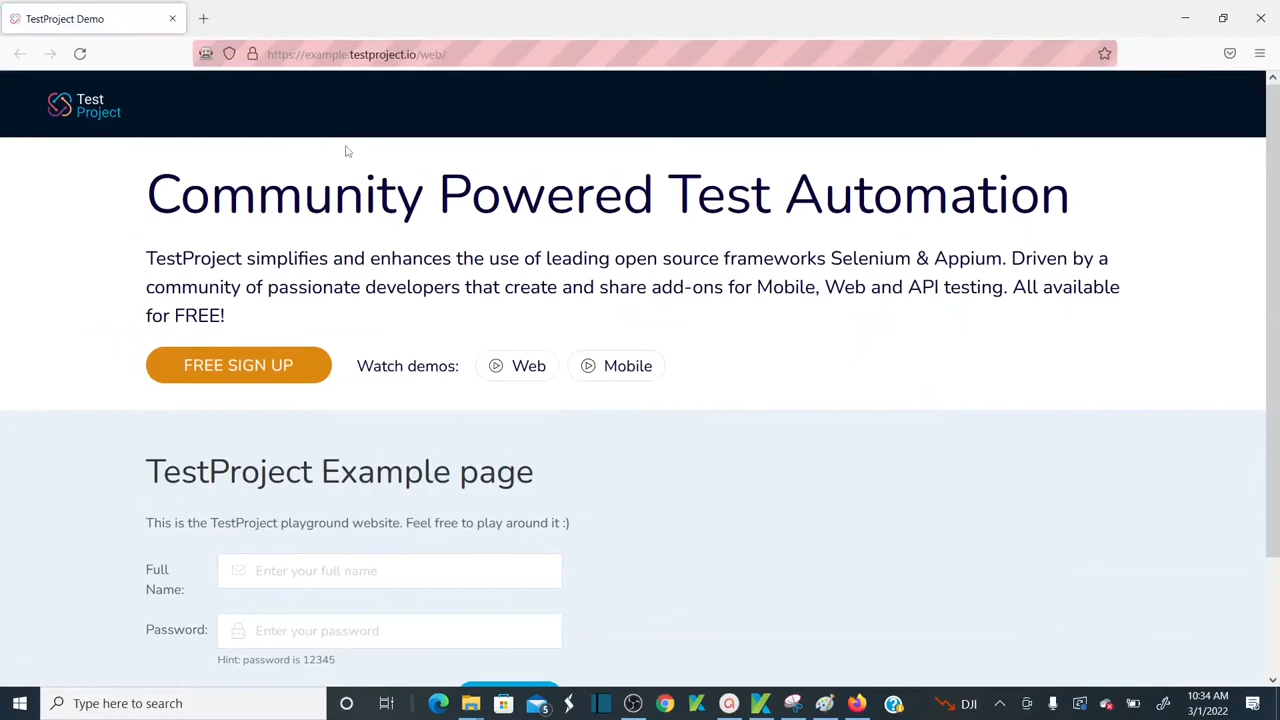 TestProject Demo
https://example.testproject.io/web/
Test
Project
Community Powered Test Automation
TestProject simplifies and enhances the use of leading open source frameworks Selenium & Appium. Driven by a
community of passionate developers that create and share add-ons for Mobile, Web and API testing. All available
for FREE!
FREE SIGN UP
Watch demos:
Web
Mobile
TestProject Example page
This is the TestProject playground website. Feel free to play around it :)
Full
Name:
Enter your full name
Password:
Enter your password
Hint: password is 12345
Type here to search
5
DJI
10:34 AM
3/1/2022